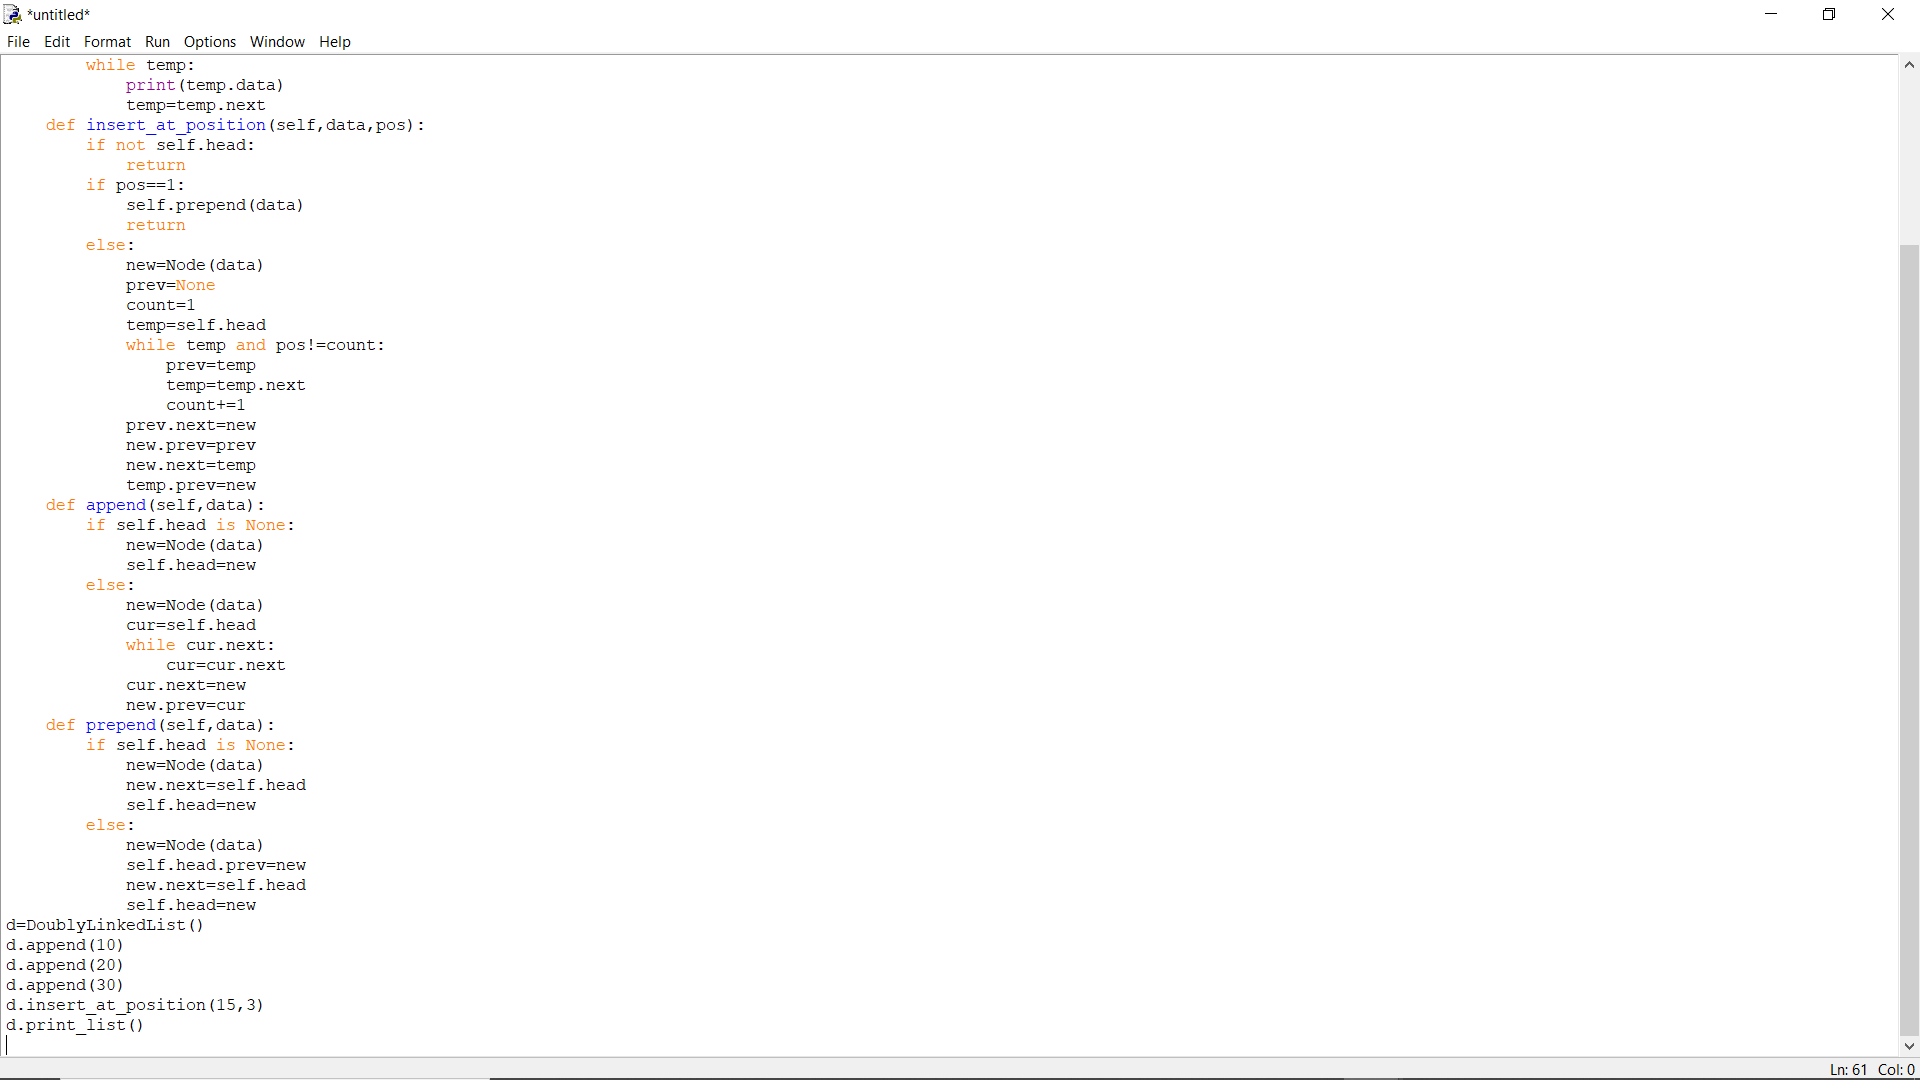 *untitled*
File Edit Format Run Options Window Help
        while temp:
            print(temp.data)
            temp=temp.next
    def insert_at_position(self,data,pos):
        if not self.head:
            return
        if pos==1:
            self.prepend(data)
            return
        else:
            new=Node(data)
            prev=None
            count=1
            temp=self.head
            while temp and pos!=count:
                prev=temp
                temp=temp.next
                count+=1
            prev.next=new
            new.prev=prev
            new.next=temp
            temp.prev=new
    def append(self,data):
        if self.head is None:
            new=Node(data)
            self.head=new
        else:
            new=Node(data)
            cur=self.head
            while cur.next:
                cur=cur.next
            cur.next=new
            new.prev=cur
    def prepend(self,data):
        if self.head is None:
            new=Node(data)
            new.next=self.head
            self.head=new
        else:
            new=Node(data)
            self.head.prev=new
            new.next=self.head
            self.head=new
d=DoublyLinkedList()
d.append(10)
d.append(20)
d.append(30)
d.insert_at_position(15,3)
d.print_list()
Ln: 61 Col: 0